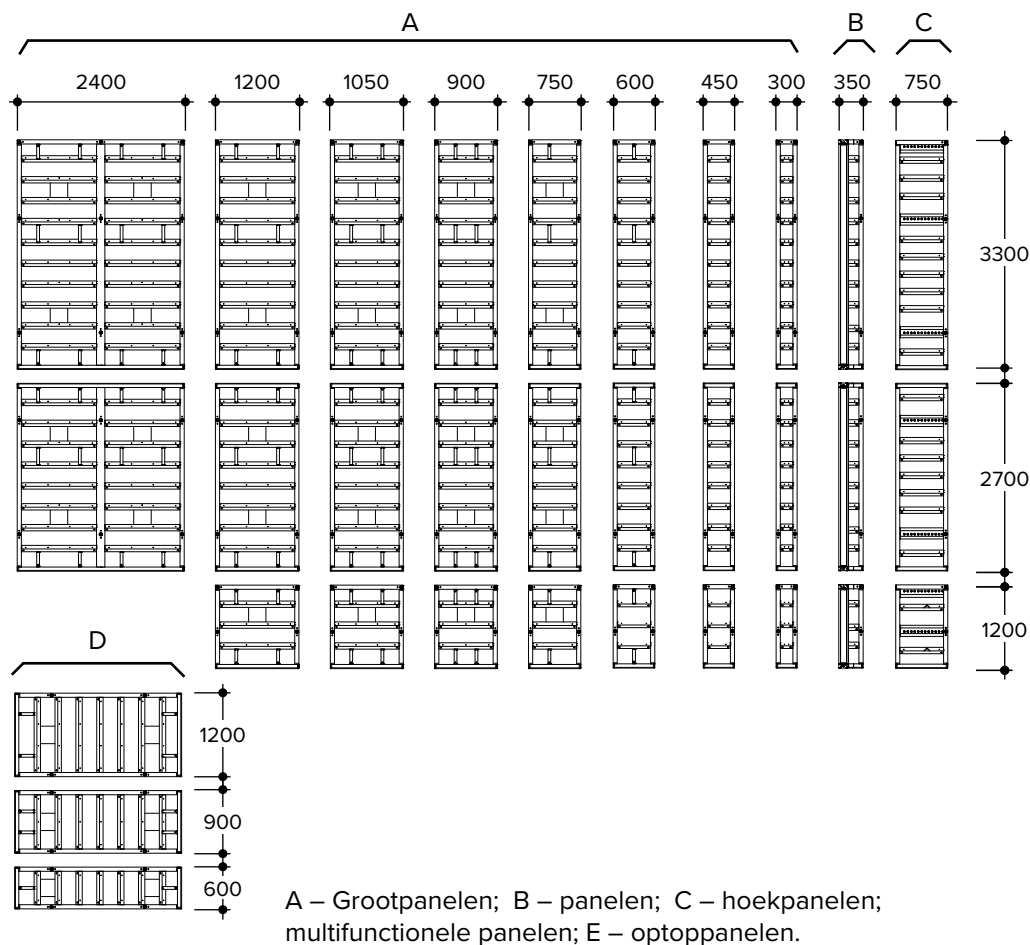 A B C
2400 1200 1050 900 750 600 450 300 350 750
3300
2700
1200
D
1200
900
600
A – Grootpanelen; B – panelen; C – hoekpanelen;
multifunctionele panelen; E – optoppanelen.